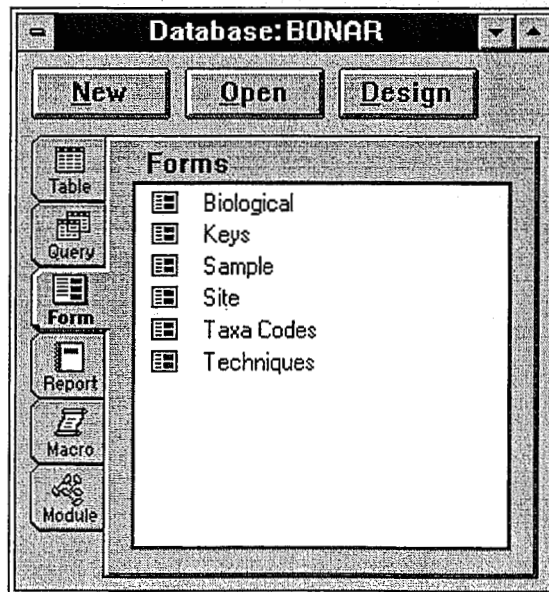 Database: BONAR
New Open Design
Forms
Table
Query
Form
Report
Macro
Module
Biological
Keys
Sample
Site
Taxa Codes
Techniques